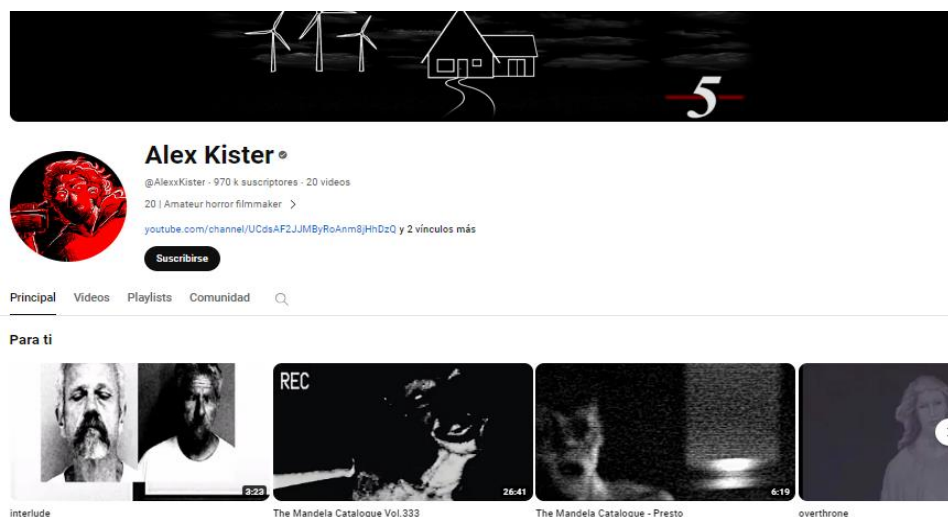 5
Alex Kister
@AlexxKister - 970 k suscriptores - 20 videos
20 | Amateur horror filmmaker >
youtube.com/channel/UCdsAF2JJMByRoAnm8jHhDzQ y 2 vínculos más
Suscribirse
Principal Videos Playlists Comunidad
Para ti
REC
3:23 26:41 6:19
interlude The Mandela Catalogue Vol.333 The Mandela Catalogue - Presto overthrone